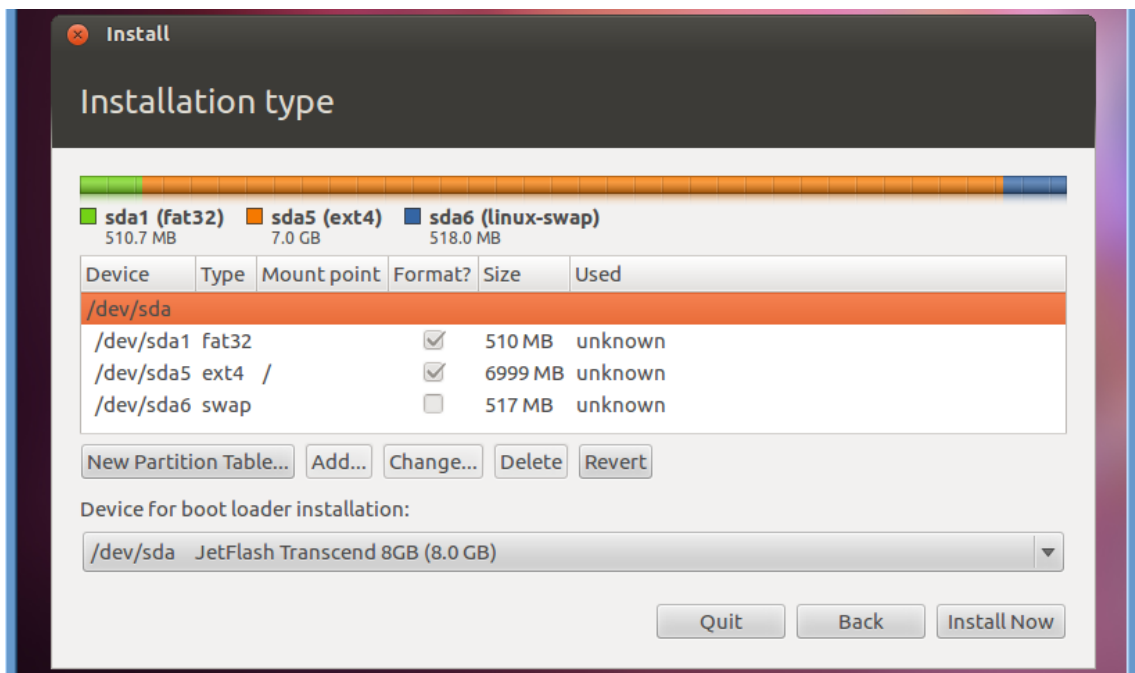 Install
Installation type
sda1 (fat32) sda5 (ext4) sda6 (linux-swap)
510.7 MB 7.0 GB 518.0 MB
Device Type Mount point Format? Size Used
/dev/sda
/dev/sda1 fat32 510 MB unknown
/dev/sda5 ext4 / 6999 MB unknown
/dev/sda6 swap 517 MB unknown
New Partition Table... Add... Change... Delete Revert
Device for boot loader installation:
/dev/sda JetFlash Transcend 8GB (8.0 GB)
Quit Back Install Now